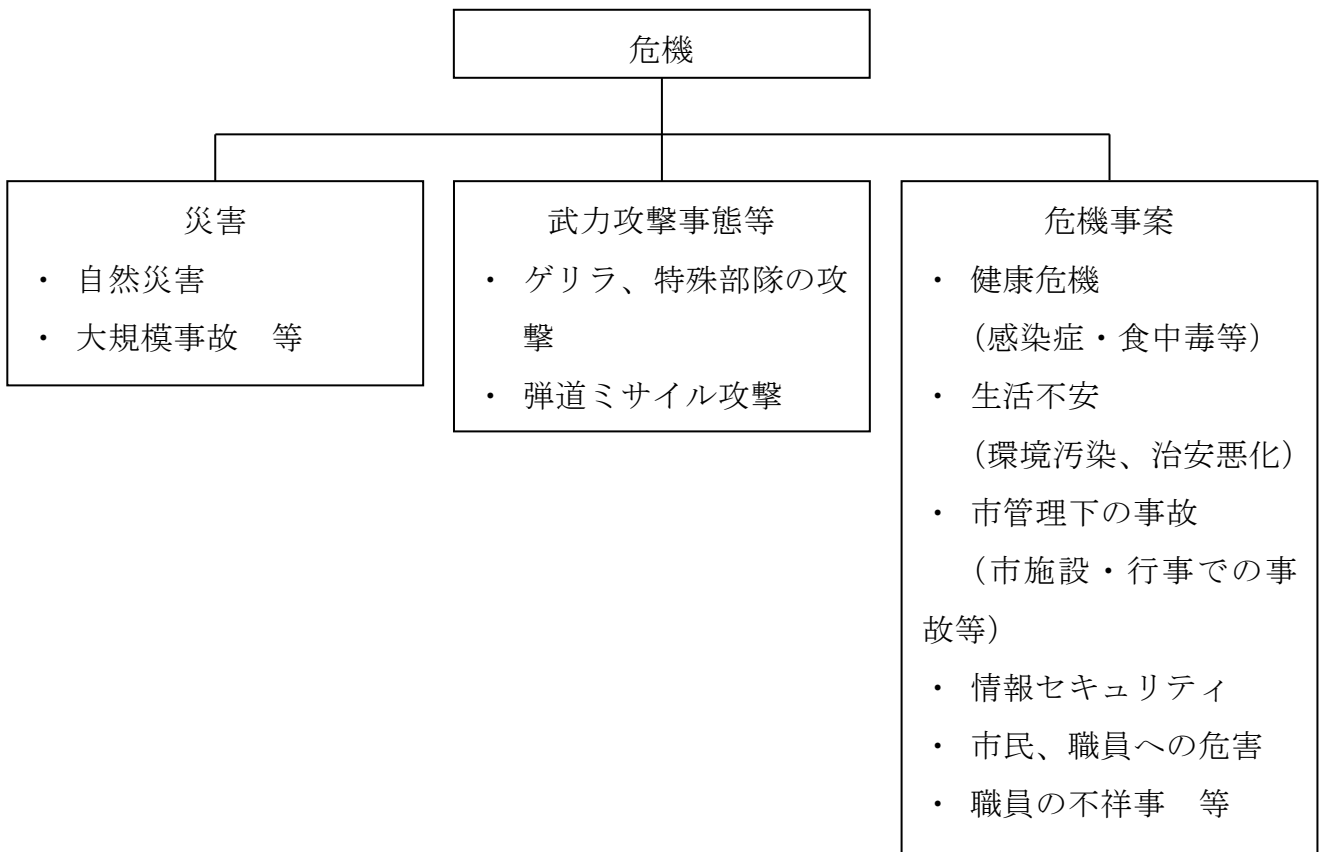 危機
災害
・ 自然災害
・ 大規模事故　等
武力攻撃事態等
・ ゲリラ、特殊部隊の攻
撃
・ 弾道ミサイル攻撃
危機事案
・ 健康危機
（感染症・食中毒等）
・ 生活不安
（環境汚染、治安悪化）
・ 市管理下の事故
（市施設・行事での事
故等）
・ 情報セキュリティ
・ 市民、職員への危害
・ 職員の不祥事　等